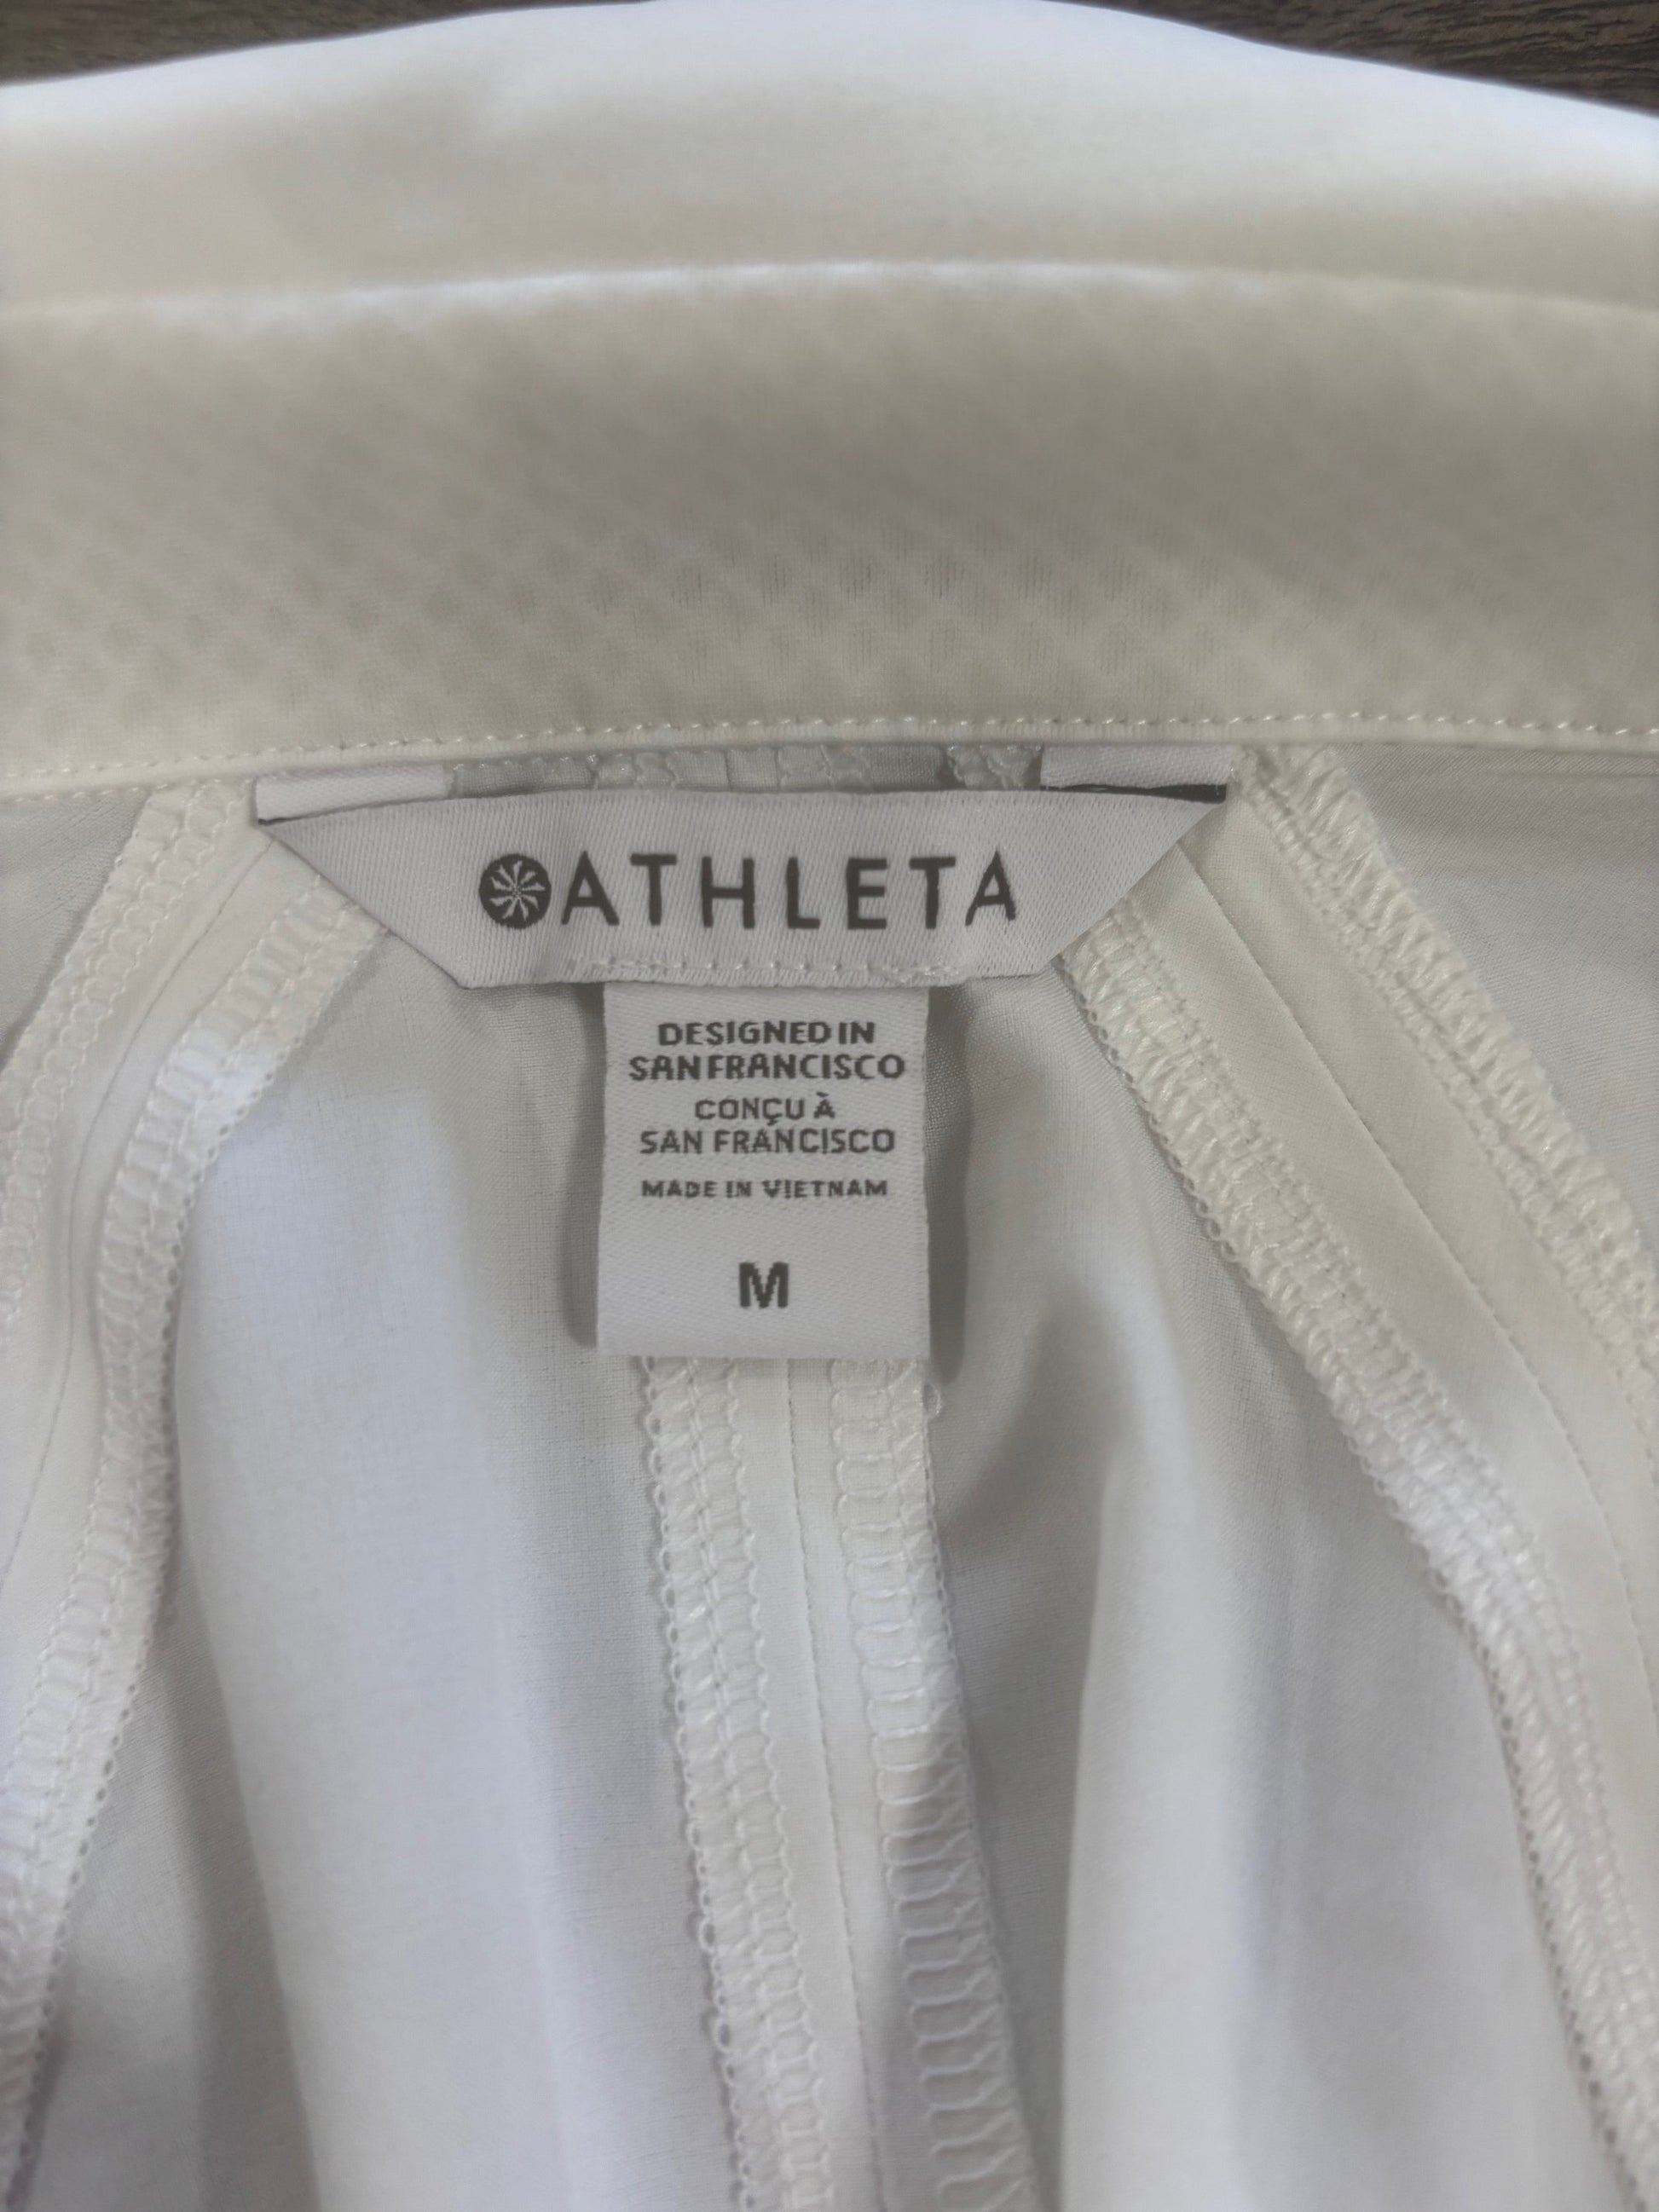 ATHLETA
DESIGNED IN
SAN FRANCISCO
CONÇU À
SAN FRANCISCO
MADE IN VIETNAM
M